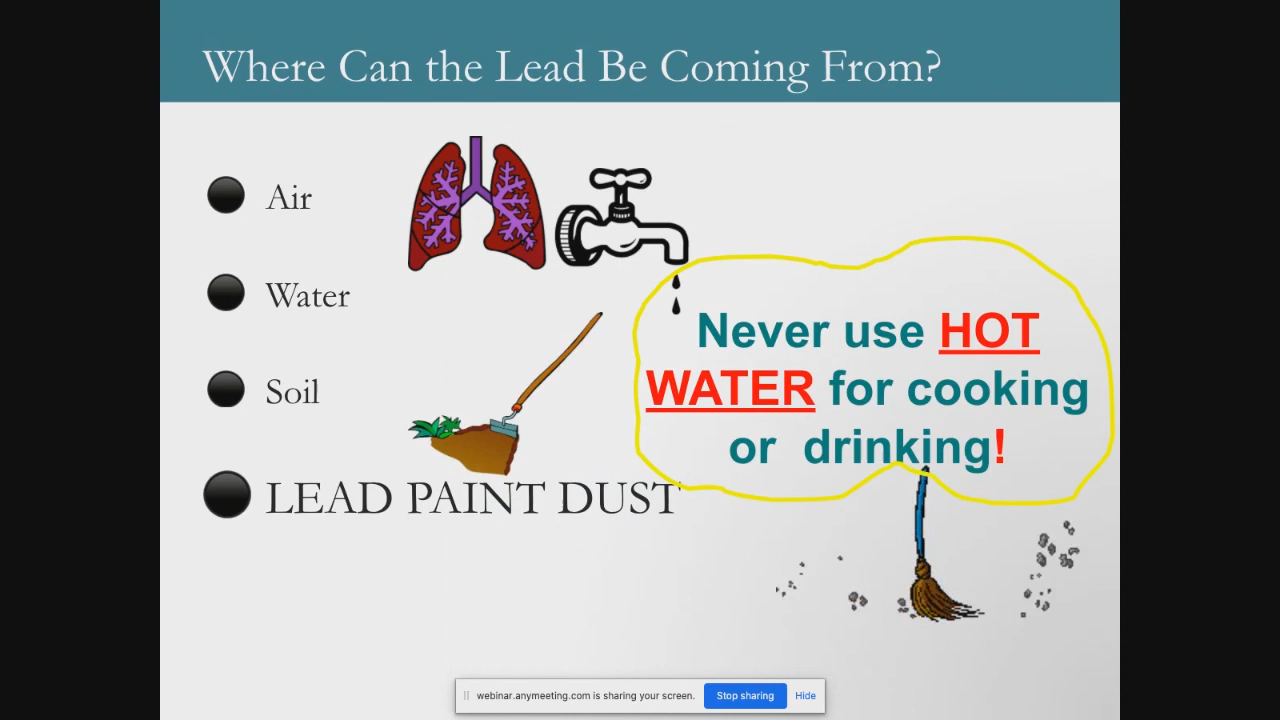 Where Can the Lead Be Coming From?
Air
Water
Soil
LEAD PAINT DUST
Never use HOT
WATER for cooking
or drinking!
webinar.anymeeting.com is sharing your screen. Stop sharing Hide